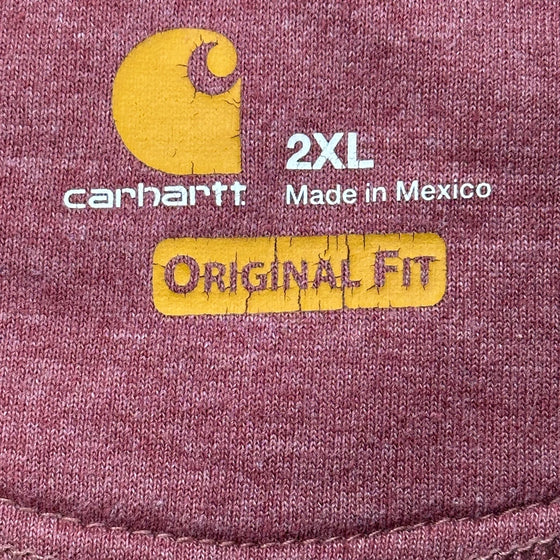 carhartt
2XL
Made in Mexico
ORIGINAL FIT